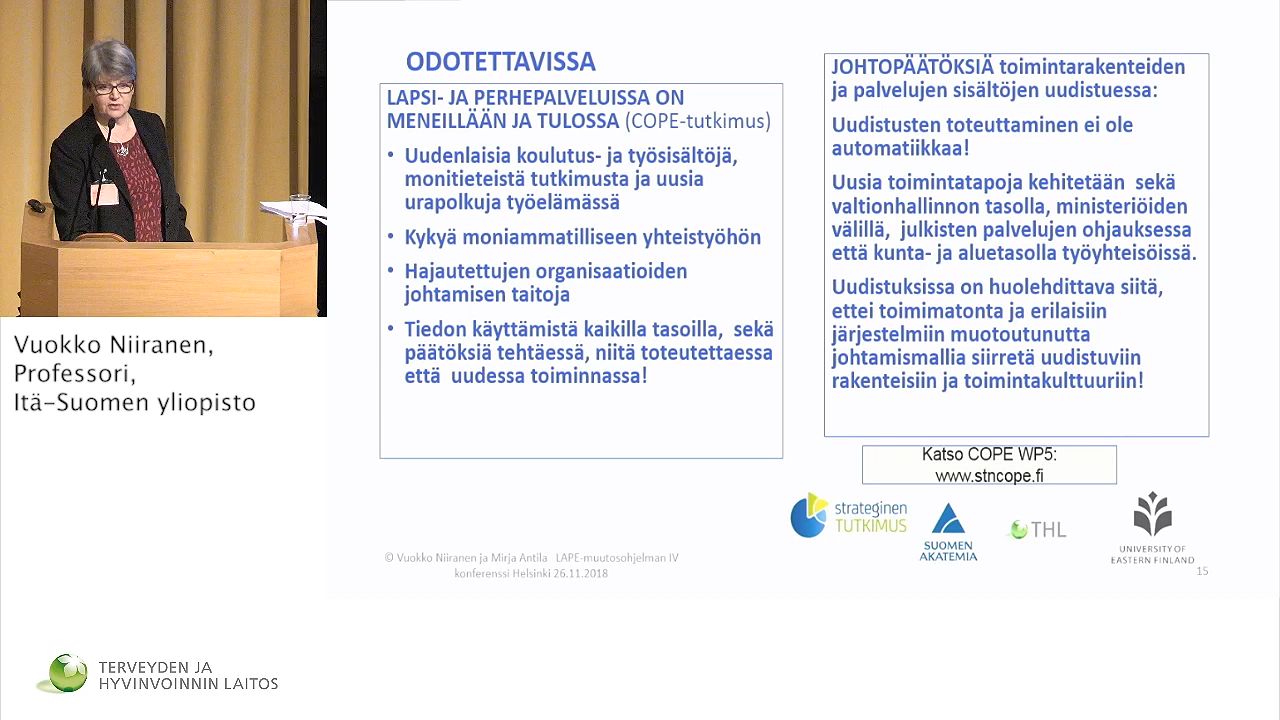 ODOTETTAVISSA
LAPSI- JA PERHEPALVELUISSA ON
MENEILLÄÄN JA TULOSSA (COPE-tutkimus)
• Uudenlaisia koulutus- ja työsisältöjä,
monitieteistä tutkimusta ja uusia
urapolkuja työelämässä
• Kykyä moniammatilliseen yhteistyöhön
• Hajautettujen organisaatioiden
johtamisen taitoja
• Tiedon käyttämistä kaikilla tasoilla, sekä
päätöksiä tehtäessä, niitä toteutettaessa
että uudessa toiminnassa!
JOHTOPÄÄTÖKSIÄ toimintarakenteiden
ja palvelujen sisältöjen uudistuessa:
Uudistusten toteuttaminen ei ole
automatiikkaa!
Uusia toimintatapoja kehitetään sekä
valtionhallinnon tasolla, ministeriöiden
välillä, julkisten palvelujen ohjauksessa
että kunta- ja aluetasolla työyhteisöissä.
Uudistuksissa on huolehdittava siitä,
ettei toimimatonta ja erilaisiin
järjestelmiin muotoutunutta
johtamismallia siirretä uudistuviin
rakenteisiin ja toimintakulttuuriin!
Katso COPE WP5:
www.stncope.fi
strateginen
TUTKIMUS
SUOMEN
AKATEMIA
THL
UNIVERSITY OF
EASTERN FINLAND
© Vuokko Niiranen ja Mirja Antila LAPE-muutosohjelman IV
konferenssi Helsinki 26.11.2018
15
Vuokko Niiranen,
Professori,
Itä-Suomen yliopisto
TERVEYDEN JA
HYVINVOINNIN LAITOS